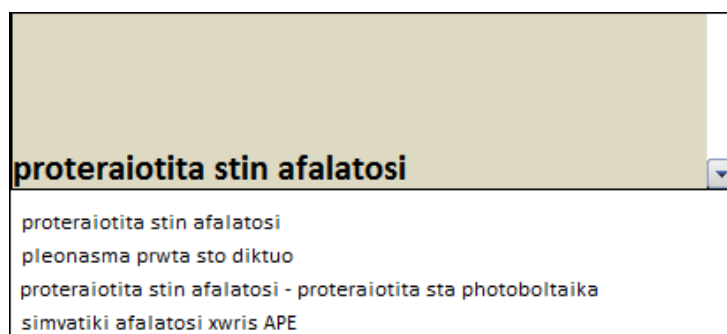 proteraiotita stin afalatosi
proteraiotita stin afalatosi
pleonasma prwta sto diktuo
proteraiotita stin afalatosi - proteraiotita sta photoboltaika
simvatiki afalatosi xwris APE